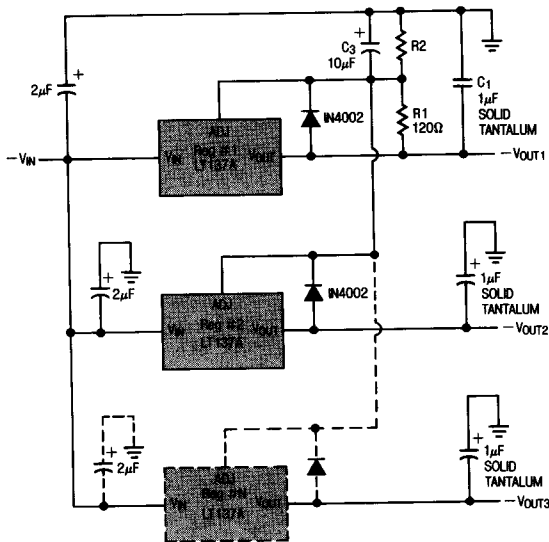 C3
10μF
R2
2μF
C1
1μF
SOLID
TANTALUM
IN4002
R1
120Ω
ADJ
VIN
Reg #1
VOUT
LT137A
−VIN
−VOUT1
2μF
ADJ
VIN
Reg #2
VOUT
LT137A
IN4002
1μF
SOLID
TANTALUM
−VOUT2
2μF
ADJ
VIN
Reg #N
VOUT
LT137A
1μF
SOLID
TANTALUM
−VOUT3